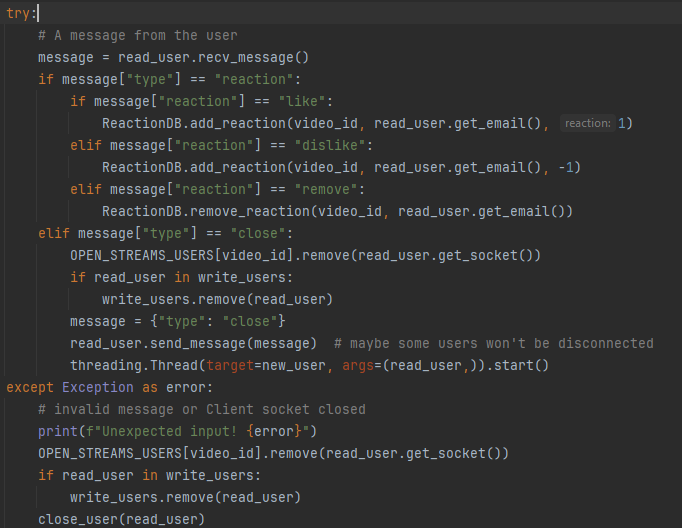 try:
    # A message from the user
    message = read_user.recv_message()
    if message["type"] == "reaction":
        if message["reaction"] == "like":
            ReactionDB.add_reaction(video_id, read_user.get_email(), reaction: 1)
        elif message["reaction"] == "dislike":
            ReactionDB.add_reaction(video_id, read_user.get_email(), -1)
        elif message["reaction"] == "remove":
            ReactionDB.remove_reaction(video_id, read_user.get_email())
    elif message["type"] == "close":
        OPEN_STREAMS_USERS[video_id].remove(read_user.get_socket())
        if read_user in write_users:
            write_users.remove(read_user)
        message = {"type": "close"}
        read_user.send_message(message)  # maybe some users won't be disconnected
        threading.Thread(target=new_user, args=(read_user,)).start()
except Exception as error:
    # invalid message or Client socket closed
    print(f"Unexpected input! {error}")
    OPEN_STREAMS_USERS[video_id].remove(read_user.get_socket())
    if read_user in write_users:
        write_users.remove(read_user)
    close_user(read_user)